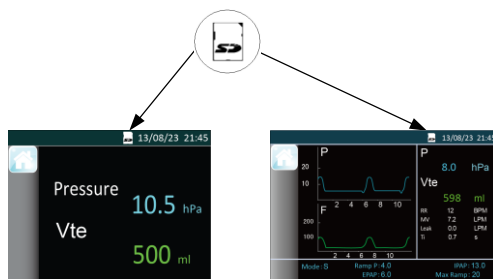 SD
13/08/23 21:45
Pressure
10.5 hPa
Vte
500 ml
13/08/23 21:45
P
20
10
2 4 6 8 10
F
200
100
2 4 6 8 10
P
8.0 hPa
Vte
598 ml
RR 12 BPM
MV 7.2 LPM
Leak 0.0 LPM
Ti 0.7 s
Mode: S Ramp P: 4.0 IPAP: 13.0
EPAP: 6.0 Max Ramp: 20